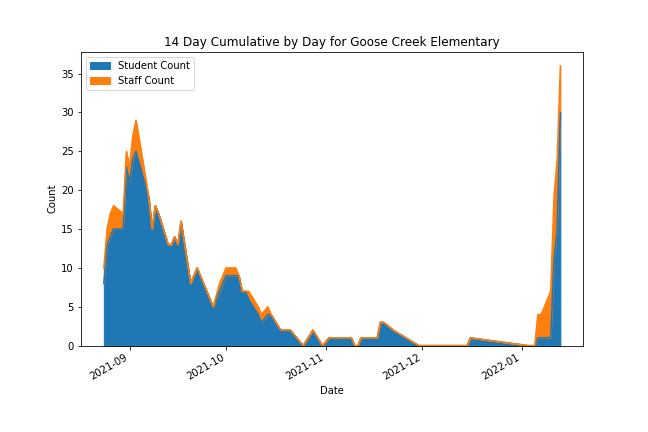 14 Day Cumulative by Day for Goose Creek Elementary
Student Count
Staff Count
35
30
25
20
15
10
5
0
Count
2021-09
2021-10
2021-11
2021-12
2022-01
Date